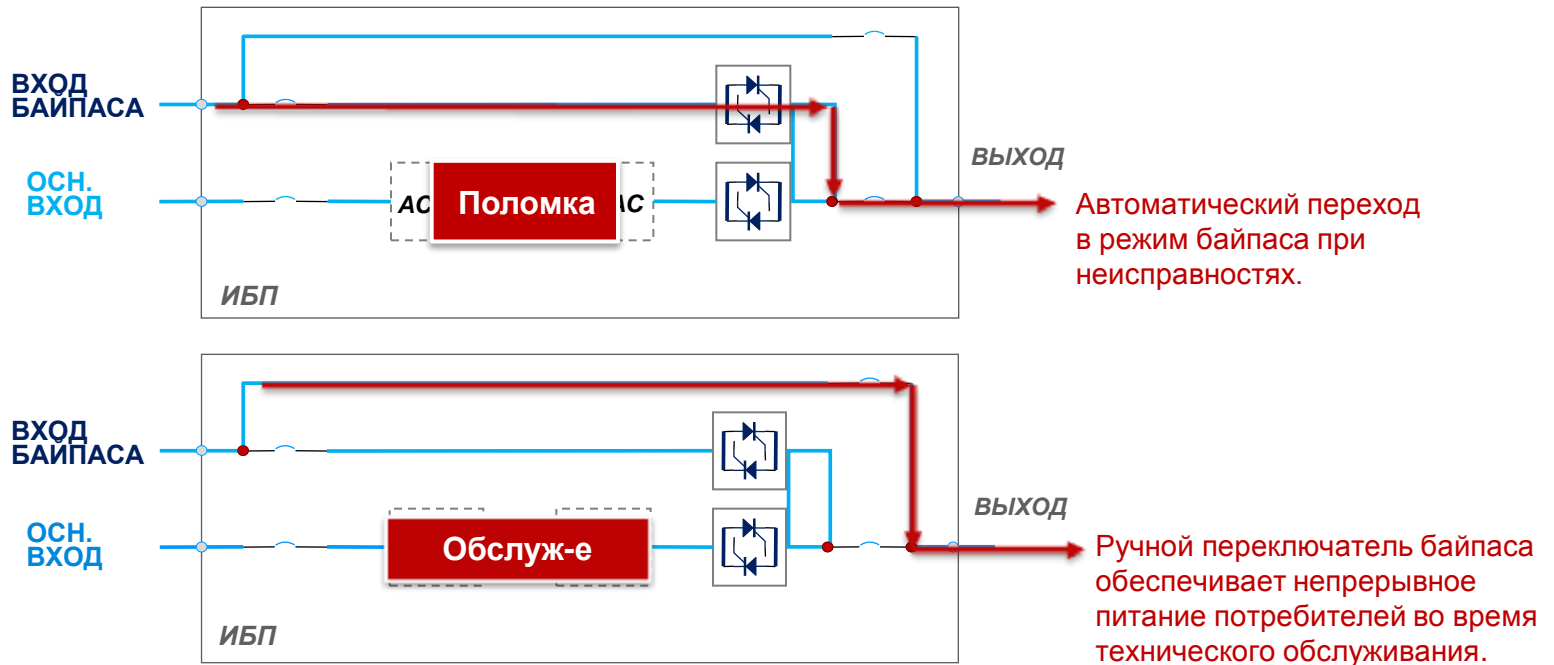 ВХОД
БАЙПАСА
ОСН.
ВХОД
AC
Поломка
AC
ИБП
ВЫХОД
Автоматический переход
в режим байпаса при
неисправностях.
ВХОД
БАЙПАСА
ОСН.
ВХОД
Обслуж-е
ИБП
ВЫХОД
Ручной переключатель байпаса
обеспечивает непрерывное
питание потребителей во время
технического обслуживания.